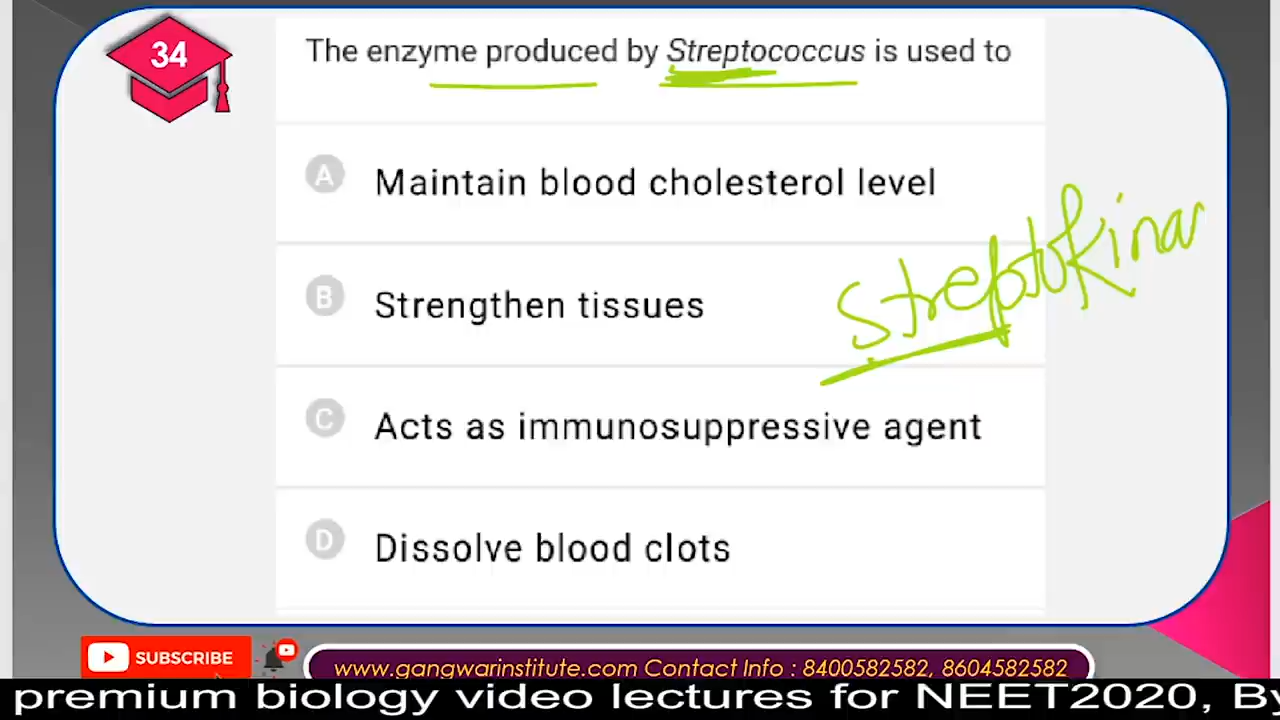 34
The enzyme produced by Streptococcus is used to
A Maintain blood cholesterol level
Streptokinas
B Strengthen tissues
C Acts as immunosuppressive agent
D Dissolve blood clots
SUBSCRIBE
www.gangwarinstitute.com Contact Info : 8400582582, 8604582582
premium biology video lectures for NEET2020, By